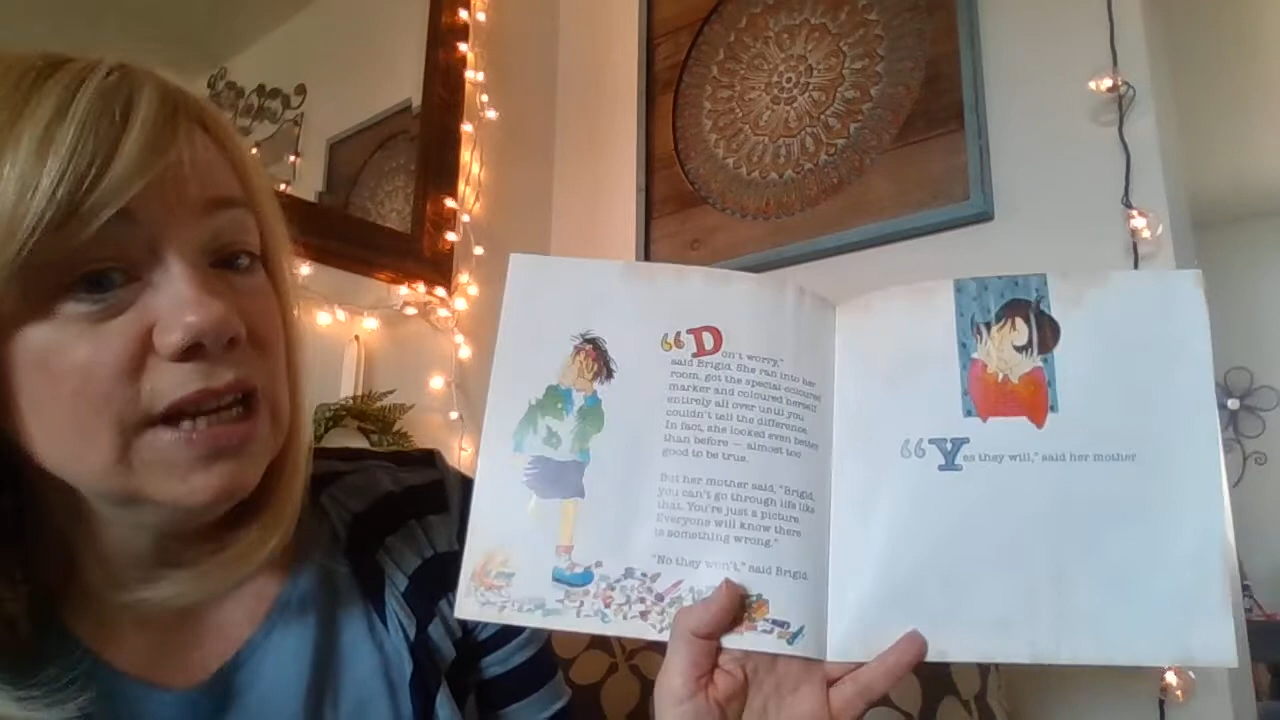 “Don't worry,”
said Brigid. She ran into her
room, got the special coloured
marker and coloured herself
entirely all over until you
couldn't tell the difference.
In fact, she looked even better
than before — almost too
good to be true.
But her mother said, “Brigid,
you can't go through life like
that. You're just a picture.
Everyone will know there
is something wrong.”
“No they won't,” said Brigid.
“Yes they will,” said her mother